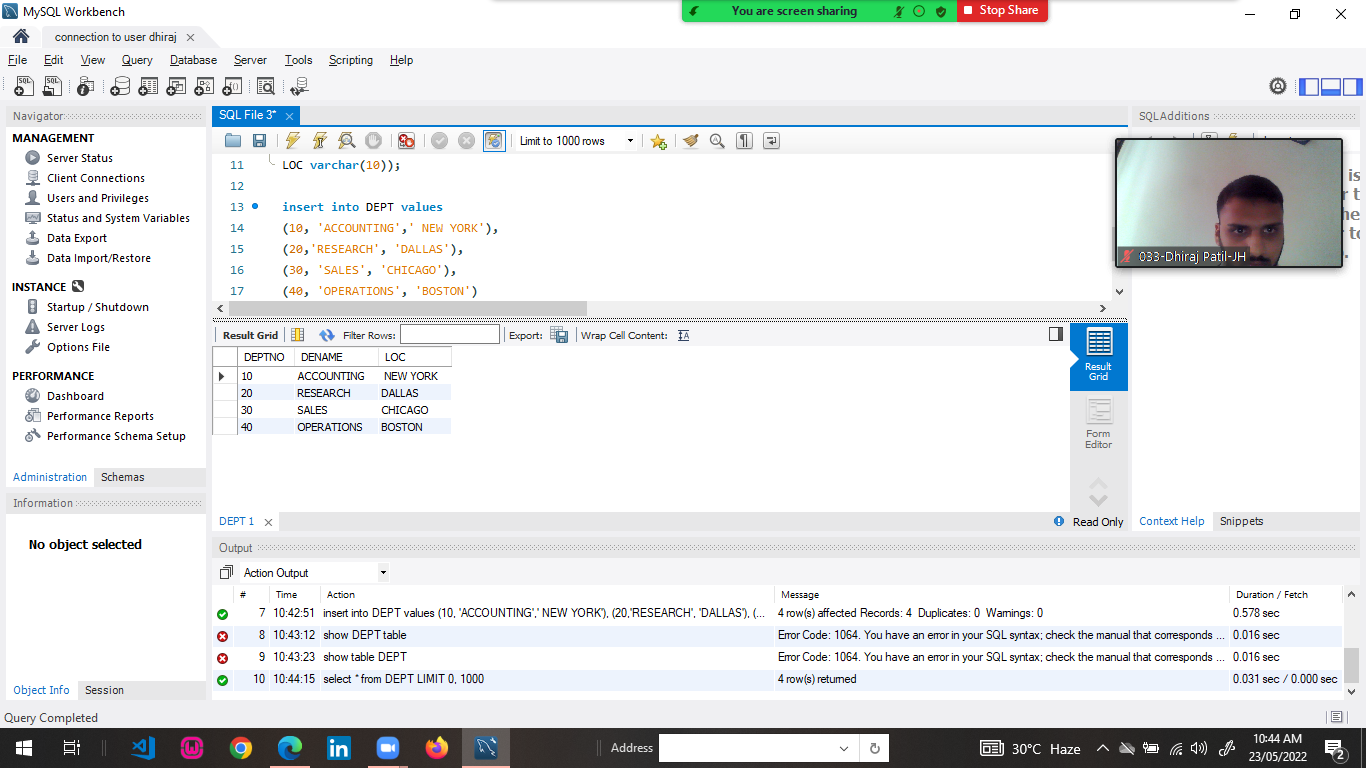 MySQL Workbench
You are screen sharing
Stop Share
connection to user dhiraj
File Edit View Query Database Server Tools Scripting Help
Navigator
MANAGEMENT
Server Status
Client Connections
Users and Privileges
Status and System Variables
Data Export
Data Import/Restore
INSTANCE
Startup / Shutdown
Server Logs
Options File
PERFORMANCE
Dashboard
Performance Reports
Performance Schema Setup
Administration Schemas
Information
No object selected
Object Info Session
SQL File 3*
Limit to 1000 rows
11 LOC varchar(10));
12
13 insert into DEPT values
14 (10, 'ACCOUNTING',' NEW YORK'),
15 (20,'RESEARCH', 'DALLAS'),
16 (30, 'SALES', 'CHICAGO'),
17 (40, 'OPERATIONS', 'BOSTON')
Result Grid Filter Rows: Export: Wrap Cell Content:
DEPTNO DENAME LOC
10 ACCOUNTING NEW YORK
20 RESEARCH DALLAS
30 SALES CHICAGO
40 OPERATIONS BOSTON
Result
Grid
Form
Editor
DEPT 1
Read Only
SQLAdditions
033-Dhiraj Patil-JH
Context Help Snippets
Output
Action Output
# Time Action Message Duration / Fetch
7 10:42:51 insert into DEPT values (10, 'ACCOUNTING',' NEW YORK'), (20,'RESEARCH', 'DALLAS'), (... 4 row(s) affected Records: 4 Duplicates: 0 Warnings: 0 0.578 sec
8 10:43:12 show DEPT table Error Code: 1064. You have an error in your SQL syntax; check the manual that corresponds ... 0.016 sec
9 10:43:23 show table DEPT Error Code: 1064. You have an error in your SQL syntax; check the manual that corresponds ... 0.016 sec
10 10:44:15 select * from DEPT LIMIT 0, 1000 4 row(s) returned 0.031 sec / 0.000 sec
Query Completed
Address
30°C Haze
10:44 AM
23/05/2022
2